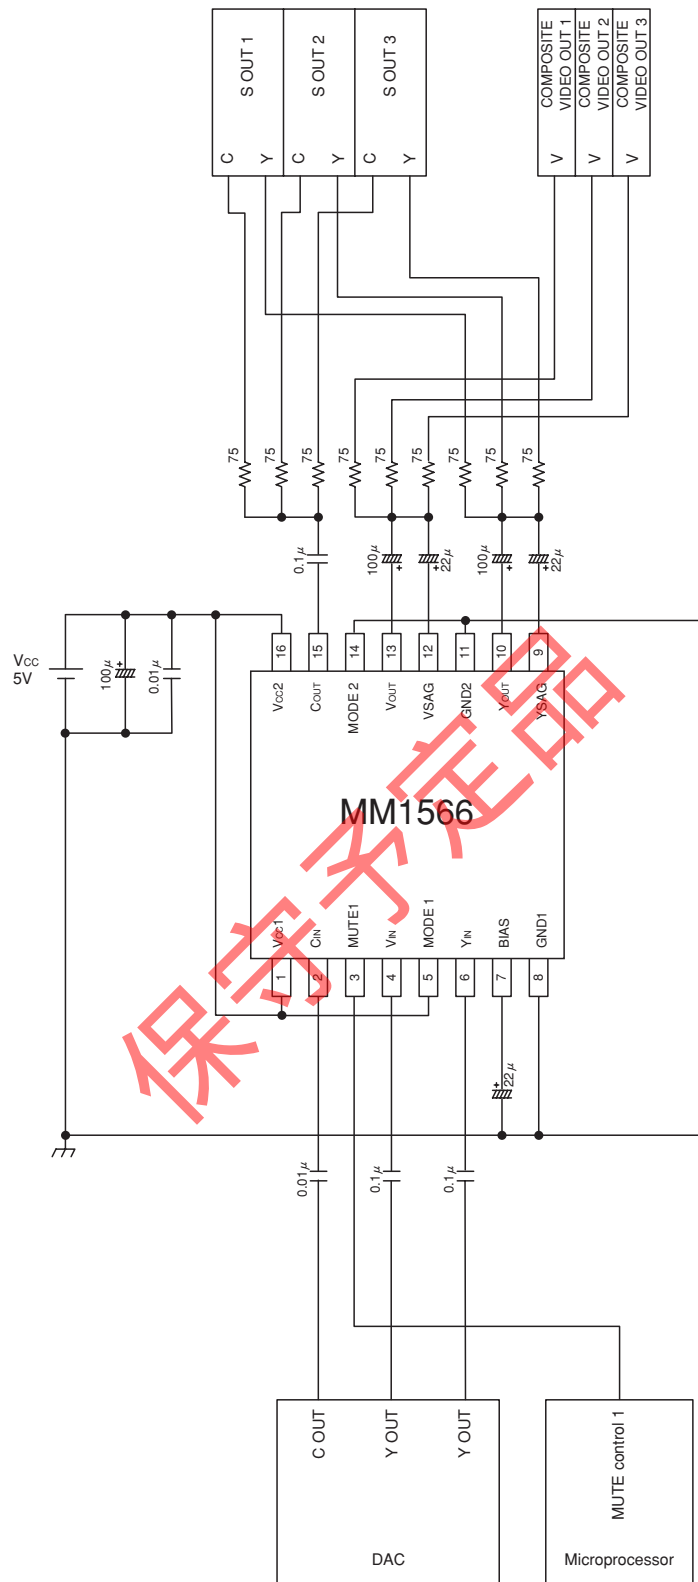 S OUT 1
S OUT 2
S OUT 3
C
Y
C
Y
C
Y
COMPOSITE
VIDEO OUT 1
COMPOSITE
VIDEO OUT 2
COMPOSITE
VIDEO OUT 3
V
V
V
75
75
75
75
75
75
75
75
75
0.1μ
100μ
+
22μ
+
100μ
+
22μ
+
VCC
5V
100μ
+
0.01μ
16
15
14
13
12
11
10
9
VCC2
COUT
MODE 2
VOUT
VSAG
GND2
YOUT
YSAG
MM1566
VCC1
CIN
MUTE1
VIN
MODE 1
YIN
BIAS
GND1
1
2
3
4
5
6
7
8
+
22μ
0.01μ
0.1μ
0.1μ
C OUT
Y OUT
Y OUT
DAC
MUTE control 1
Microprocessor
保守予定品